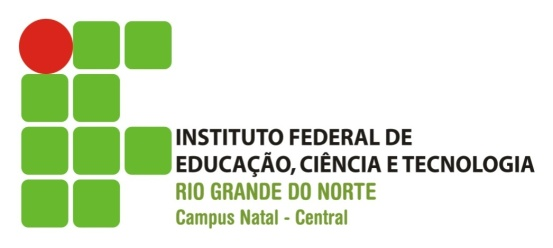 INSTITUTO FEDERAL DE
EDUCAÇÃO, CIÊNCIA E TECNOLOGIA
RIO GRANDE DO NORTE
Campus Natal - Central